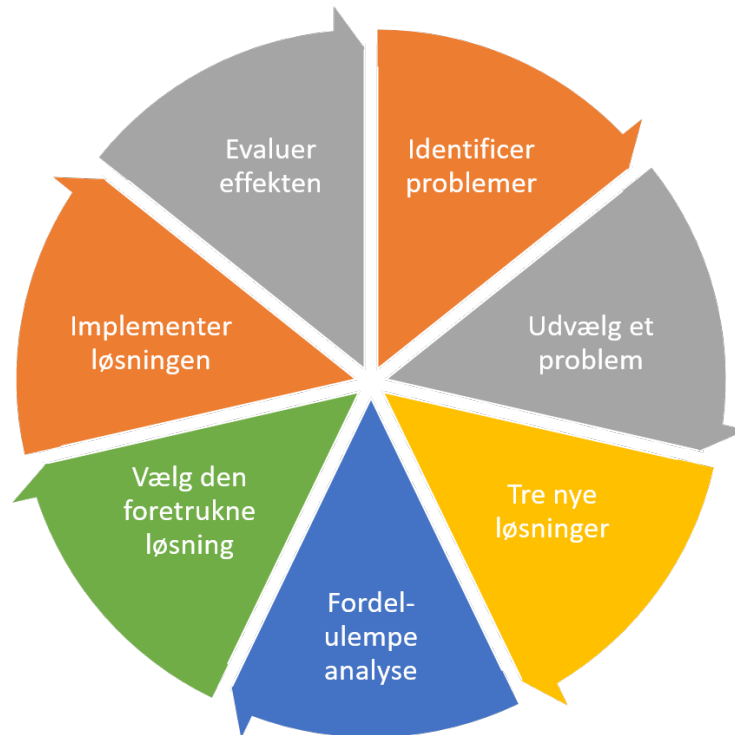 Identificer
problemer
Udvælg et
problem
Tre nye
løsninger
Fordel-
ulempe
analyse
Vælg den
foretrukne
løsning
Implementer
løsningen
Evaluer
effekten